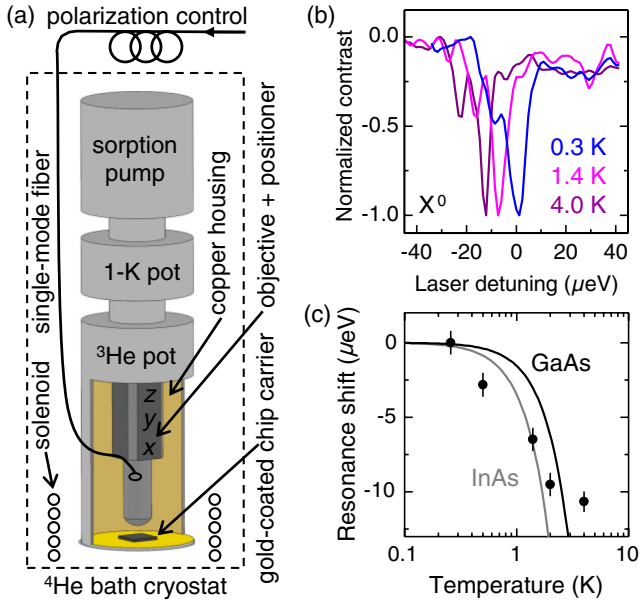 (a)
polarization control
sorption
pump
1-K pot
³He pot
z
y
x
single-mode fiber
solenoid
copper housing
objective + positioner
gold-coated chip carrier
⁴He bath cryostat
(b)
Normalized contrast
0.0
-0.5
-1.0
X⁰
0.3 K
1.4 K
4.0 K
-40 -20 0 20 40
Laser detuning (µeV)
(c)
Resonance shift (µeV)
0
-5
-10
GaAs
InAs
0.1 1 10
Temperature (K)